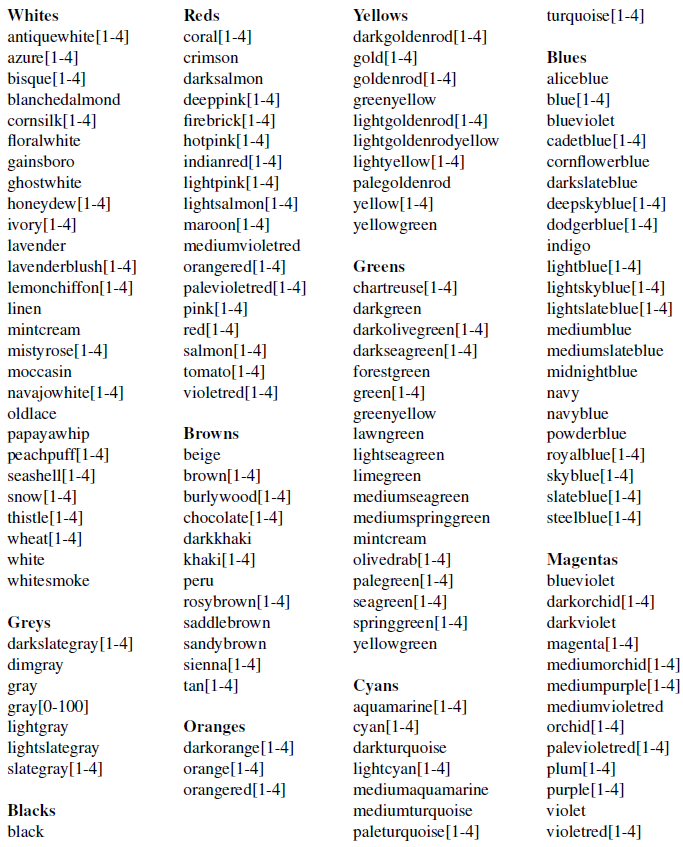 Whites
antiquewhite[1-4]
azure[1-4]
bisque[1-4]
blanchedalmond
cornsilk[1-4]
floralwhite
gainsboro
ghostwhite
honeydew[1-4]
ivory[1-4]
lavender
lavenderblush[1-4]
lemonchiffon[1-4]
linen
mintcream
mistyrose[1-4]
moccasin
navajowhite[1-4]
oldlace
papayawhip
peachpuff[1-4]
seashell[1-4]
snow[1-4]
thistle[1-4]
wheat[1-4]
white
whitesmoke
Greys
darkslategray[1-4]
dimgray
gray
gray[0-100]
lightgray
lightslategray
slategray[1-4]
Blacks
black
Reds
coral[1-4]
crimson
darksalmon
deeppink[1-4]
firebrick[1-4]
hotpink[1-4]
indianred[1-4]
lightpink[1-4]
lightsalmon[1-4]
maroon[1-4]
mediumvioletred
orangered[1-4]
palevioletred[1-4]
pink[1-4]
red[1-4]
salmon[1-4]
tomato[1-4]
violetred[1-4]
Browns
beige
brown[1-4]
burlywood[1-4]
chocolate[1-4]
darkkhaki
khaki[1-4]
peru
rosybrown[1-4]
saddlebrown
sandybrown
sienna[1-4]
tan[1-4]
Oranges
darkorange[1-4]
orange[1-4]
orangered[1-4]
Yellows
darkgoldenrod[1-4]
gold[1-4]
goldenrod[1-4]
greenyellow
lightgoldenrod[1-4]
lightgoldenrodyellow
lightyellow[1-4]
palegoldenrod
yellow[1-4]
yellowgreen
Greens
chartreuse[1-4]
darkgreen
darkolivegreen[1-4]
darkseagreen[1-4]
forestgreen
green[1-4]
greenyellow
lawngreen
lightseagreen
limegreen
mediumseagreen
mediumspringgreen
mintcream
olivedrab[1-4]
palegreen[1-4]
seagreen[1-4]
springgreen[1-4]
yellowgreen
Cyans
aquamarine[1-4]
cyan[1-4]
darkturquoise
lightcyan[1-4]
mediumaquamarine
mediumturquoise
paleturquoise[1-4]
turquoise[1-4]
Blues
aliceblue
blue[1-4]
blueviolet
cadetblue[1-4]
cornflowerblue
darkslateblue
deepskyblue[1-4]
dodgerblue[1-4]
indigo
lightblue[1-4]
lightskyblue[1-4]
lightslateblue[1-4]
mediumblue
mediumslateblue
midnightblue
navy
navyblue
powderblue
royalblue[1-4]
skyblue[1-4]
slateblue[1-4]
steelblue[1-4]
Magentas
blueviolet
darkorchid[1-4]
darkviolet
magenta[1-4]
mediumorchid[1-4]
mediumpurple[1-4]
mediumvioletred
orchid[1-4]
palevioletred[1-4]
plum[1-4]
purple[1-4]
violet
violetred[1-4]